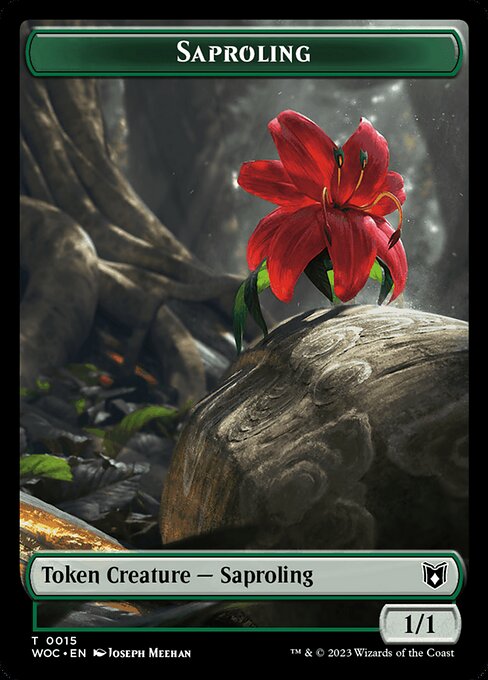 Saproling
Token Creature — Saproling
1/1
T 0015
WOC • EN Joseph Meehan
™ & © 2023 Wizards of the Coast